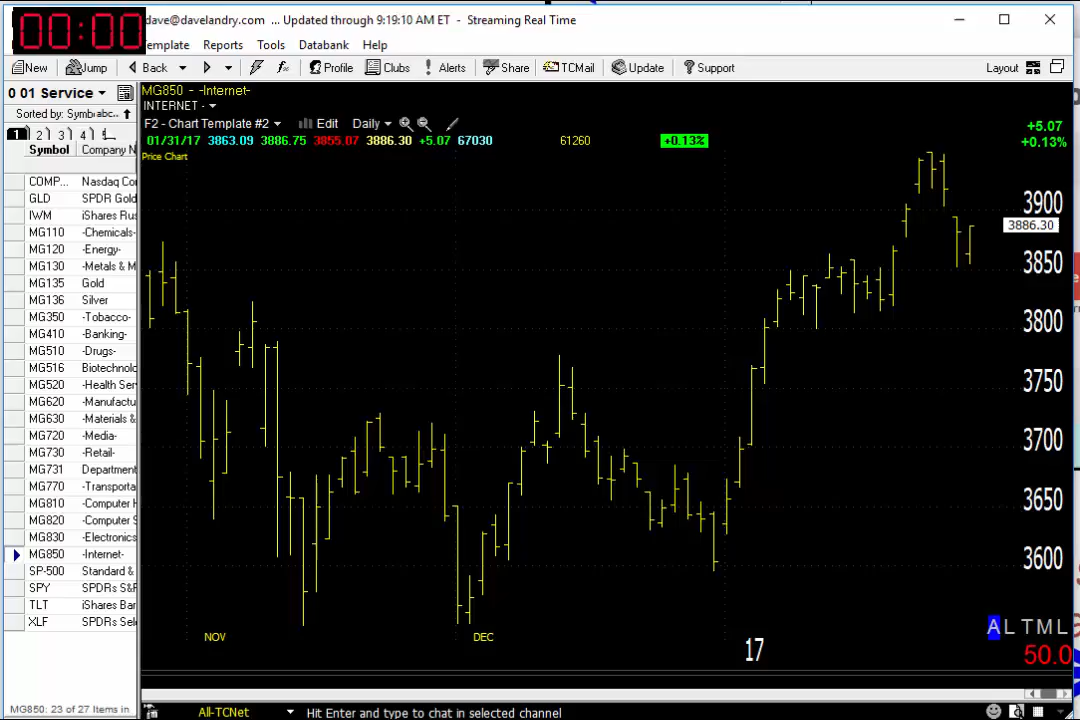 00:00
dave@davelandry.com ... Updated through 9:19:10 AM ET - Streaming Real Time
emplate Reports Tools Databank Help
New Jump Back Profile Clubs Alerts Share TCMail Update Support Layout
0 01 Service
MG850 - -Internet-
INTERNET -
Sorted by: Symb abc..
F2 - Chart Template #2 Edit Daily
1 2 3 4
+5.07
+0.13%
01/31/17 3863.09 3886.75 3855.07 3886.30 +5.07 67030 61260 +0.13%
Symbol Company N
Price Chart
COMP... Nasdaq Co
GLD SPDR Gold
IWM iShares Rus
MG110 -Chemicals-
MG120 -Energy-
MG130 -Metals & M
MG135 Gold
MG136 Silver
MG350 -Tobacco-
MG410 -Banking-
MG510 -Drugs-
MG516 Biotechnolo
MG520 -Health Ser
MG620 -Manufactu
MG630 -Materials &
MG720 -Media-
MG730 -Retail-
MG731 Department
MG770 -Transporta
MG810 -Computer H
MG820 -Computer S
MG830 -Electronics
MG850 -Internet-
SP-500 Standard &
SPY SPDRs S&P
TLT iShares Bar
XLF SPDRs Sel
3900
3886.30
3850
3800
3750
3700
3650
3600
A L T M L
50.0
NOV DEC 17
MG850: 23 of 27 Items in
All-TCNet Hit Enter and type to chat in selected channel